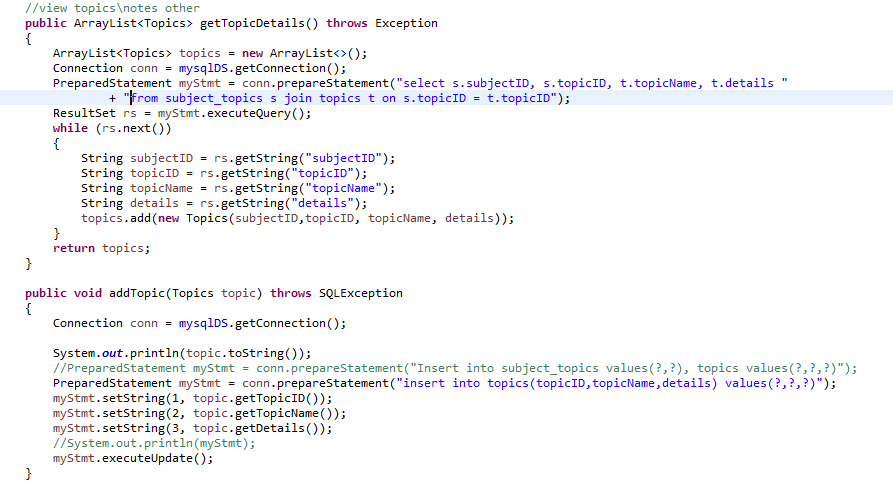 //view topics\notes other
public ArrayList<Topics> getTopicDetails() throws Exception
{
ArrayList<Topics> topics = new ArrayList<>();
Connection conn = mysqlDS.getConnection();
PreparedStatement myStmt = conn.prepareStatement("select s.subjectID, s.topicID, t.topicName, t.details "
+ "from subject_topics s join topics t on s.topicID = t.topicID");
ResultSet rs = myStmt.executeQuery();
while (rs.next())
{
String subjectID = rs.getString("subjectID");
String topicID = rs.getString("topicID");
String topicName = rs.getString("topicName");
String details = rs.getString("details");
topics.add(new Topics(subjectID,topicID, topicName, details));
}
return topics;
}
public void addTopic(Topics topic) throws SQLException
{
Connection conn = mysqlDS.getConnection();
System.out.println(topic.toString());
//PreparedStatement myStmt = conn.prepareStatement("Insert into subject_topics values(?,?), topics values(?,?,?)");
PreparedStatement myStmt = conn.prepareStatement("insert into topics(topicID,topicName,details) values(?,?,?)");
myStmt.setString(1, topic.getTopicID());
myStmt.setString(2, topic.getTopicName());
myStmt.setString(3, topic.getDetails());
//System.out.println(myStmt);
myStmt.executeUpdate();
}